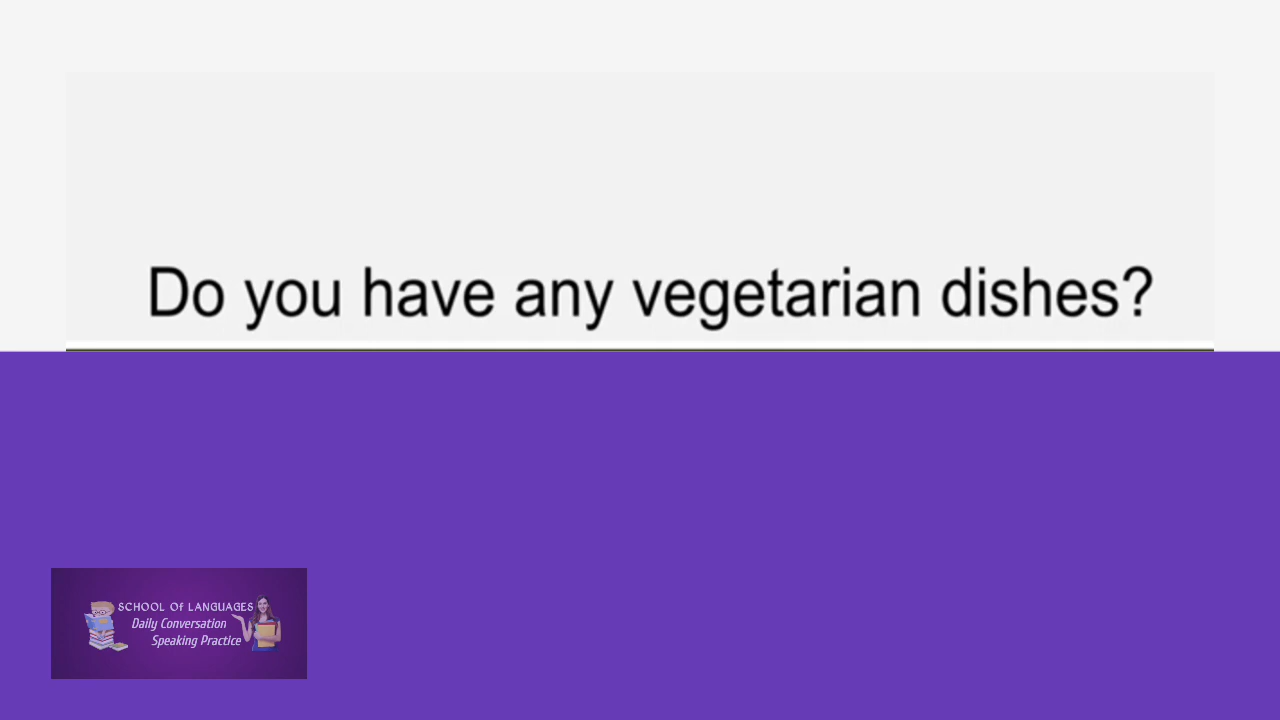 Do you have any vegetarian dishes?
SCHOOL Of LANGUAGES
Daily Conversation
Speaking Practice